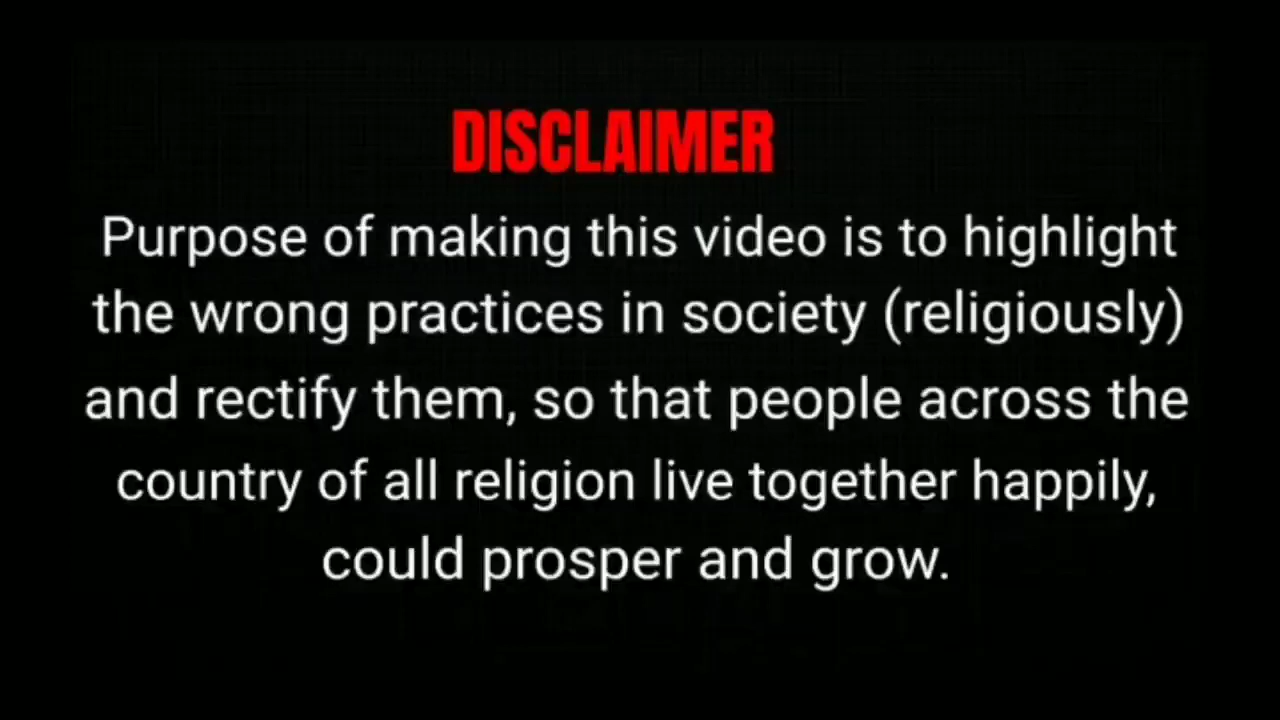 DISCLAIMER
Purpose of making this video is to highlight
the wrong practices in society (religiously)
and rectify them, so that people across the
country of all religion live together happily,
could prosper and grow.